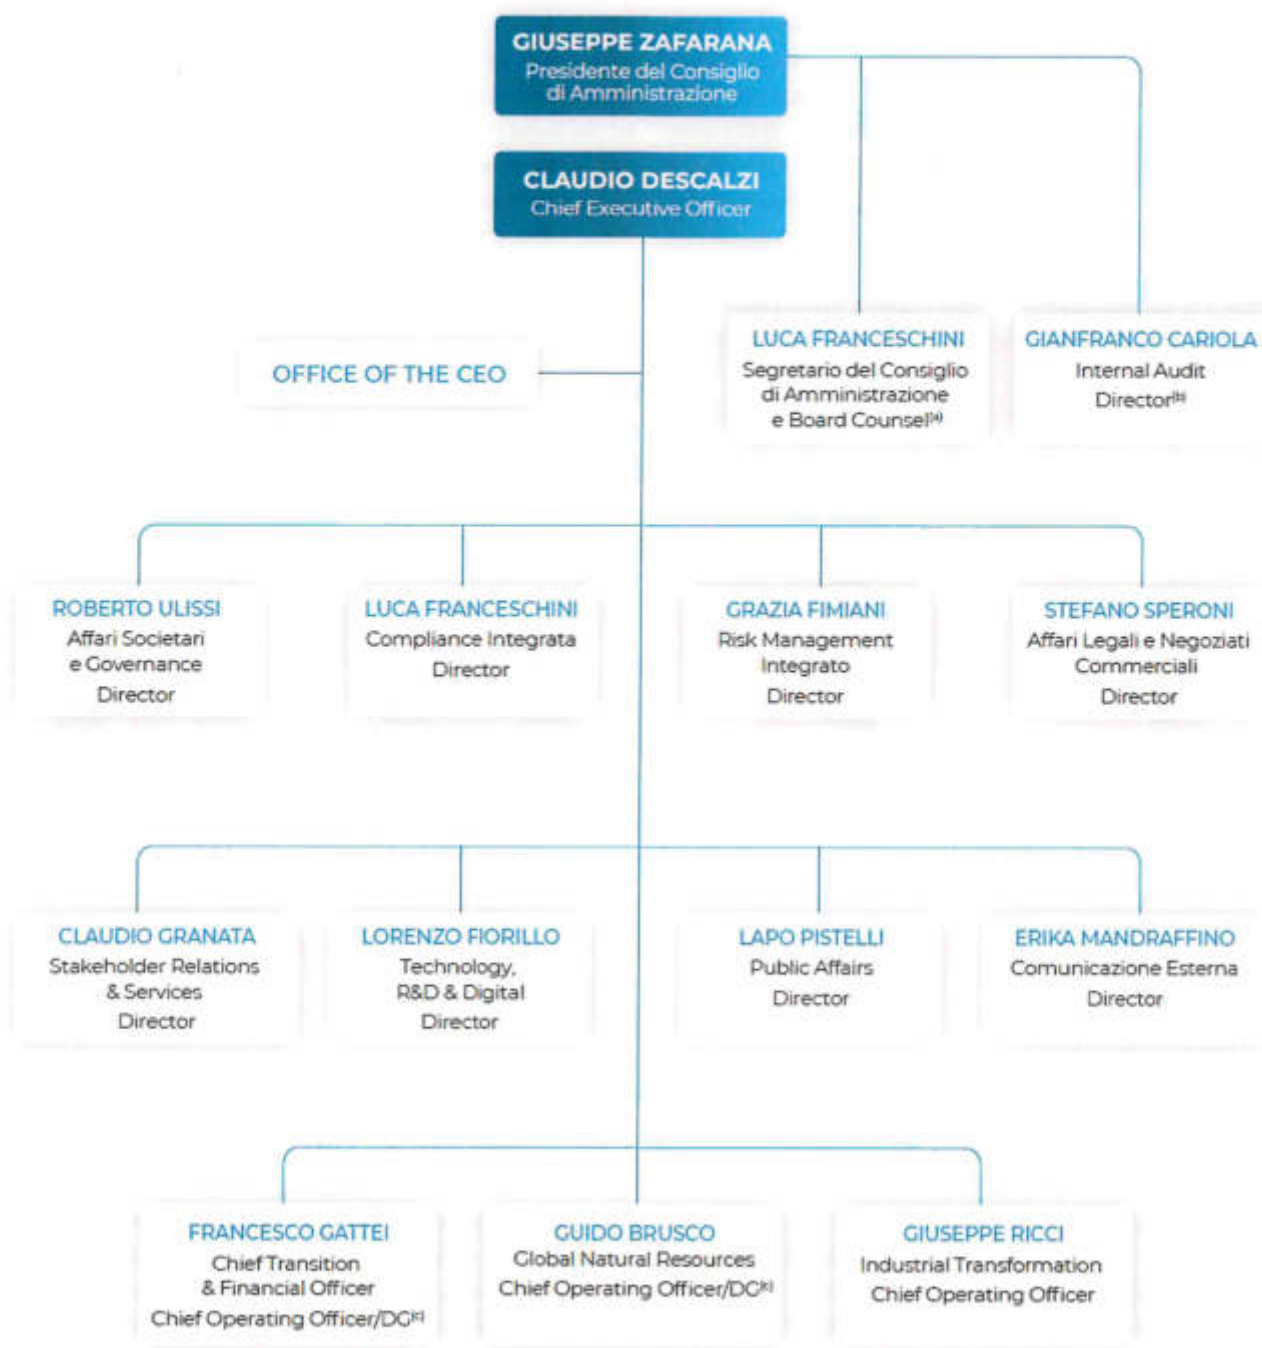 GIUSEPPE ZAFARANA
Presidente del Consiglio
di Amministrazione
CLAUDIO DESCALZI
Chief Executive Officer
OFFICE OF THE CEO
LUCA FRANCESCHINI
Segretario del Consiglio
di Amministrazione
e Board Counsel(a)
GIANFRANCO CARIOLA
Internal Audit
Director(b)
ROBERTO ULISSI
Affari Societari
e Governance
Director
LUCA FRANCESCHINI
Compliance Integrata
Director
GRAZIA FIMIANI
Risk Management
Integrato
Director
STEFANO SPERONI
Affari Legali e Negoziati
Commerciali
Director
CLAUDIO GRANATA
Stakeholder Relations
& Services
Director
LORENZO FIORILLO
Technology,
R&D & Digital
Director
LAPO PISTELLI
Public Affairs
Director
ERIKA MANDRAFFINO
Comunicazione Esterna
Director
FRANCESCO GATTEI
Chief Transition
& Financial Officer
Chief Operating Officer/DG(c)
GUIDO BRUSCO
Global Natural Resources
Chief Operating Officer/DG(c)
GIUSEPPE RICCI
Industrial Transformation
Chief Operating Officer